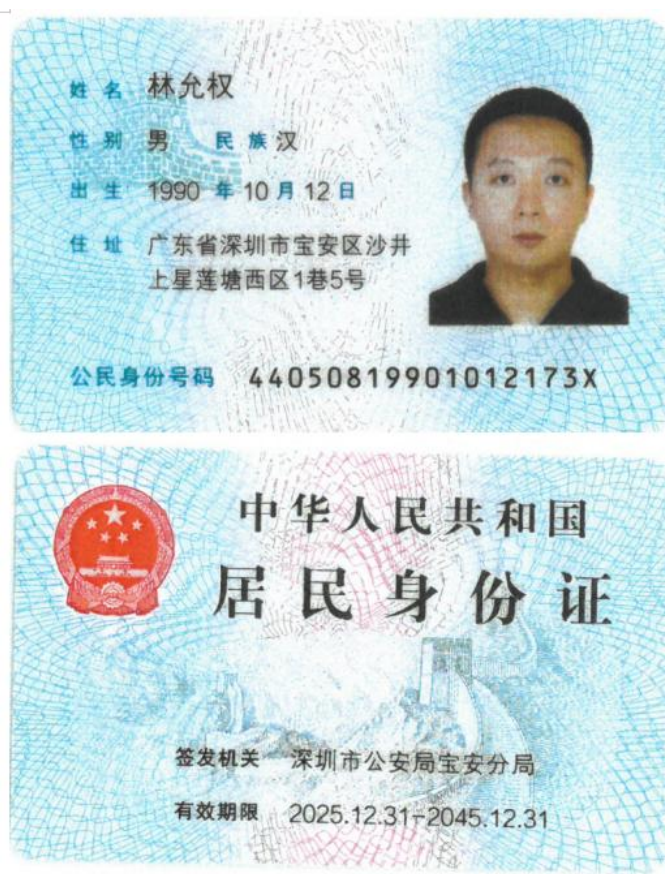 姓名 林允权
性别 男 民族 汉
出生 1990 年 10 月 12 日
住址 广东省深圳市宝安区沙井
上星莲塘西区1巷5号
公民身份号码 44050819901012173X
中华人民共和国
居民身份证
签发机关 深圳市公安局宝安分局
有效期限 2025.12.31-2045.12.31